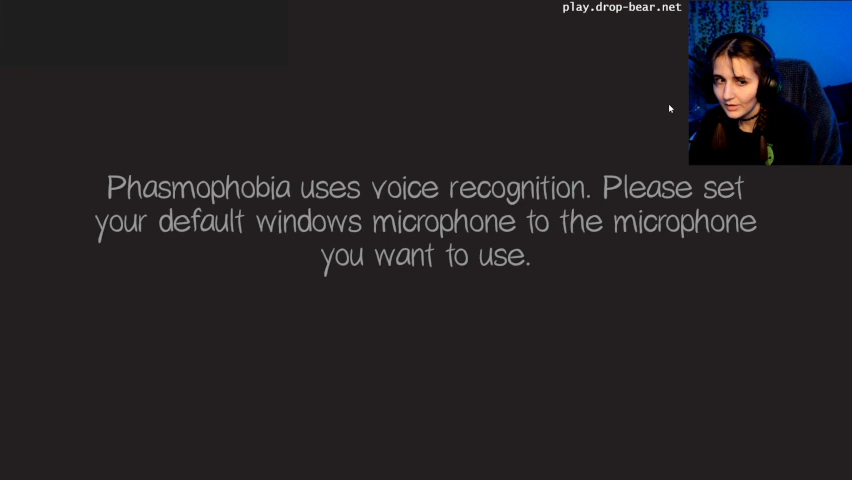 play.drop-bear.net
Phasmophobia uses voice recognition. Please set
your default windows microphone to the microphone
you want to use.